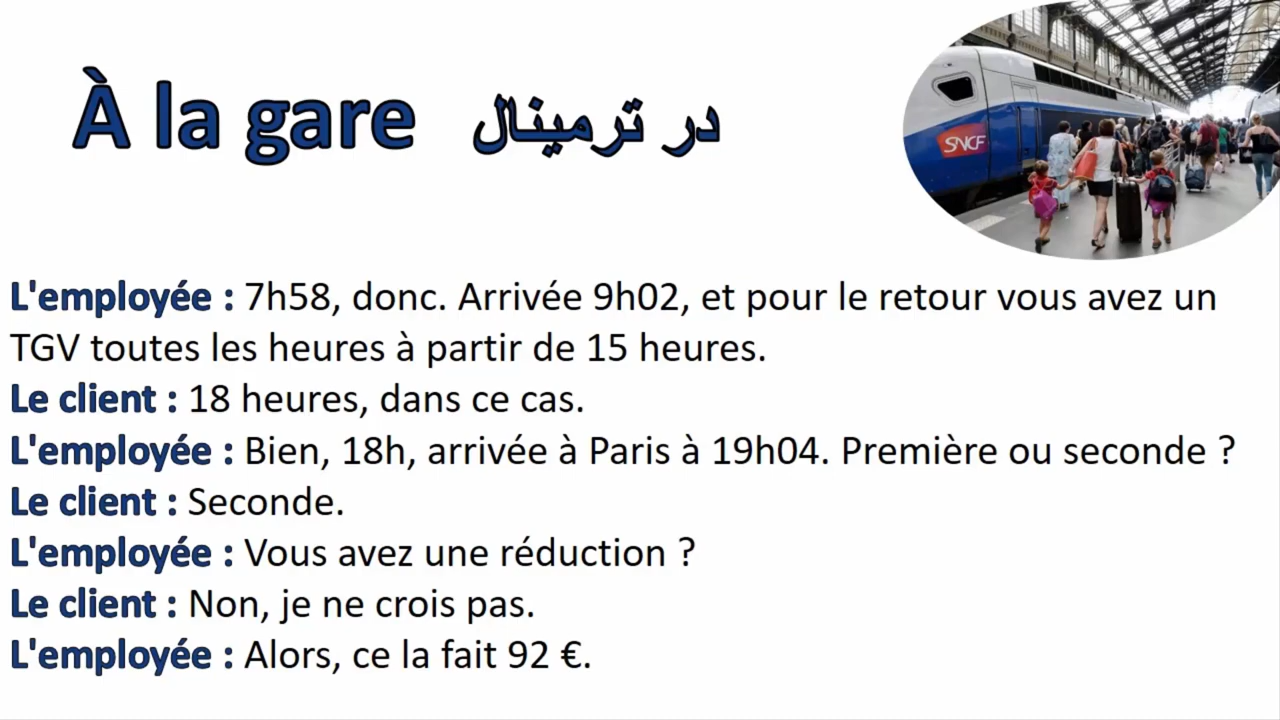 À la gare در ترمینال
SNCF
L'employée : 7h58, donc. Arrivée 9h02, et pour le retour vous avez un
TGV toutes les heures à partir de 15 heures.
Le client : 18 heures, dans ce cas.
L'employée : Bien, 18h, arrivée à Paris à 19h04. Première ou seconde ?
Le client : Seconde.
L'employée : Vous avez une réduction ?
Le client : Non, je ne crois pas.
L'employée : Alors, ce la fait 92 €.